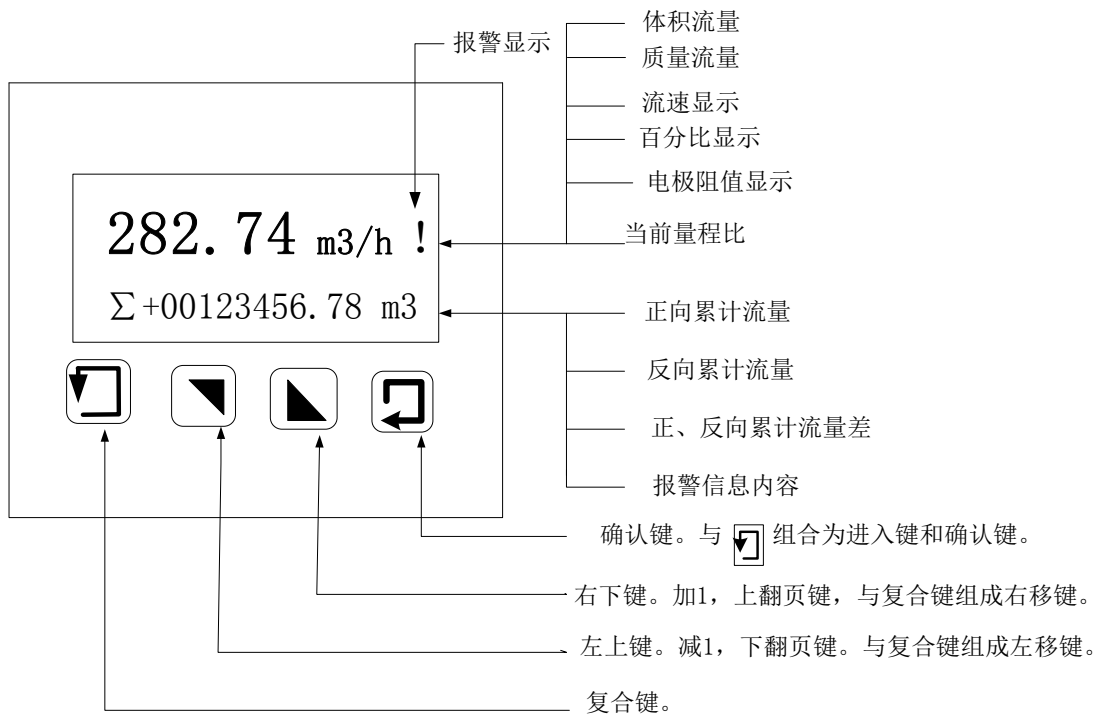 体积流量
报警显示
质量流量
流速显示
百分比显示
电极阻值显示
282.74 m3/h !
当前量程比
Σ+00123456.78 m3
正向累计流量
反向累计流量
正、反向累计流量差
报警信息内容
确认键。与 组合为进入键和确认键。
右下键。加1，上翻页键，与复合键组成右移键。
左上键。减1，下翻页键。与复合键组成左移键。
复合键。